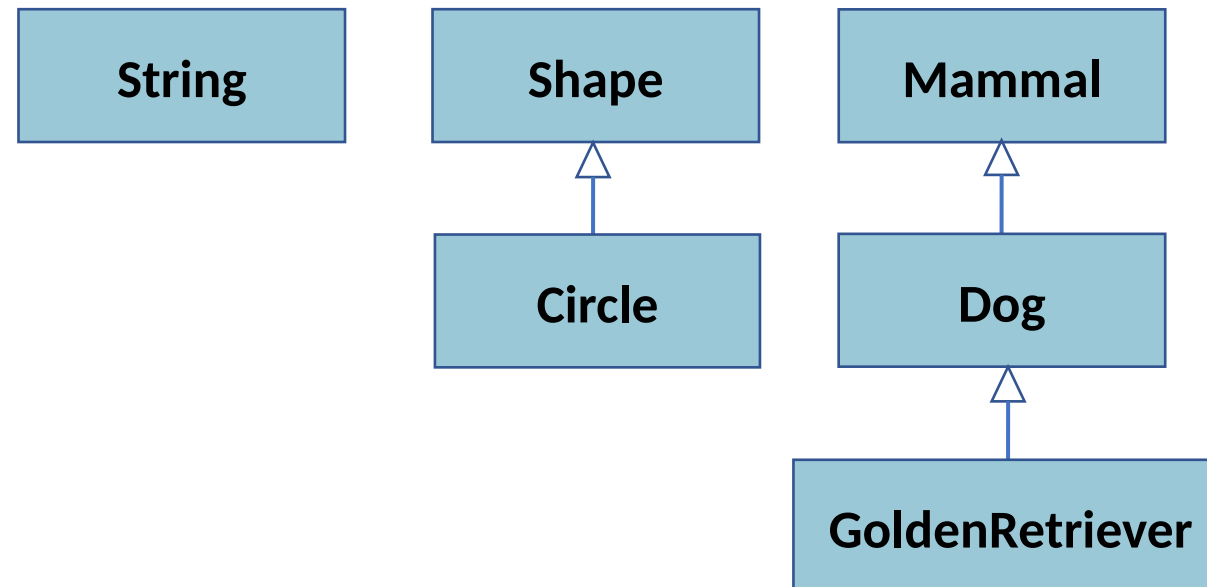 String
Shape
Mammal
Circle
Dog
GoldenRetriever